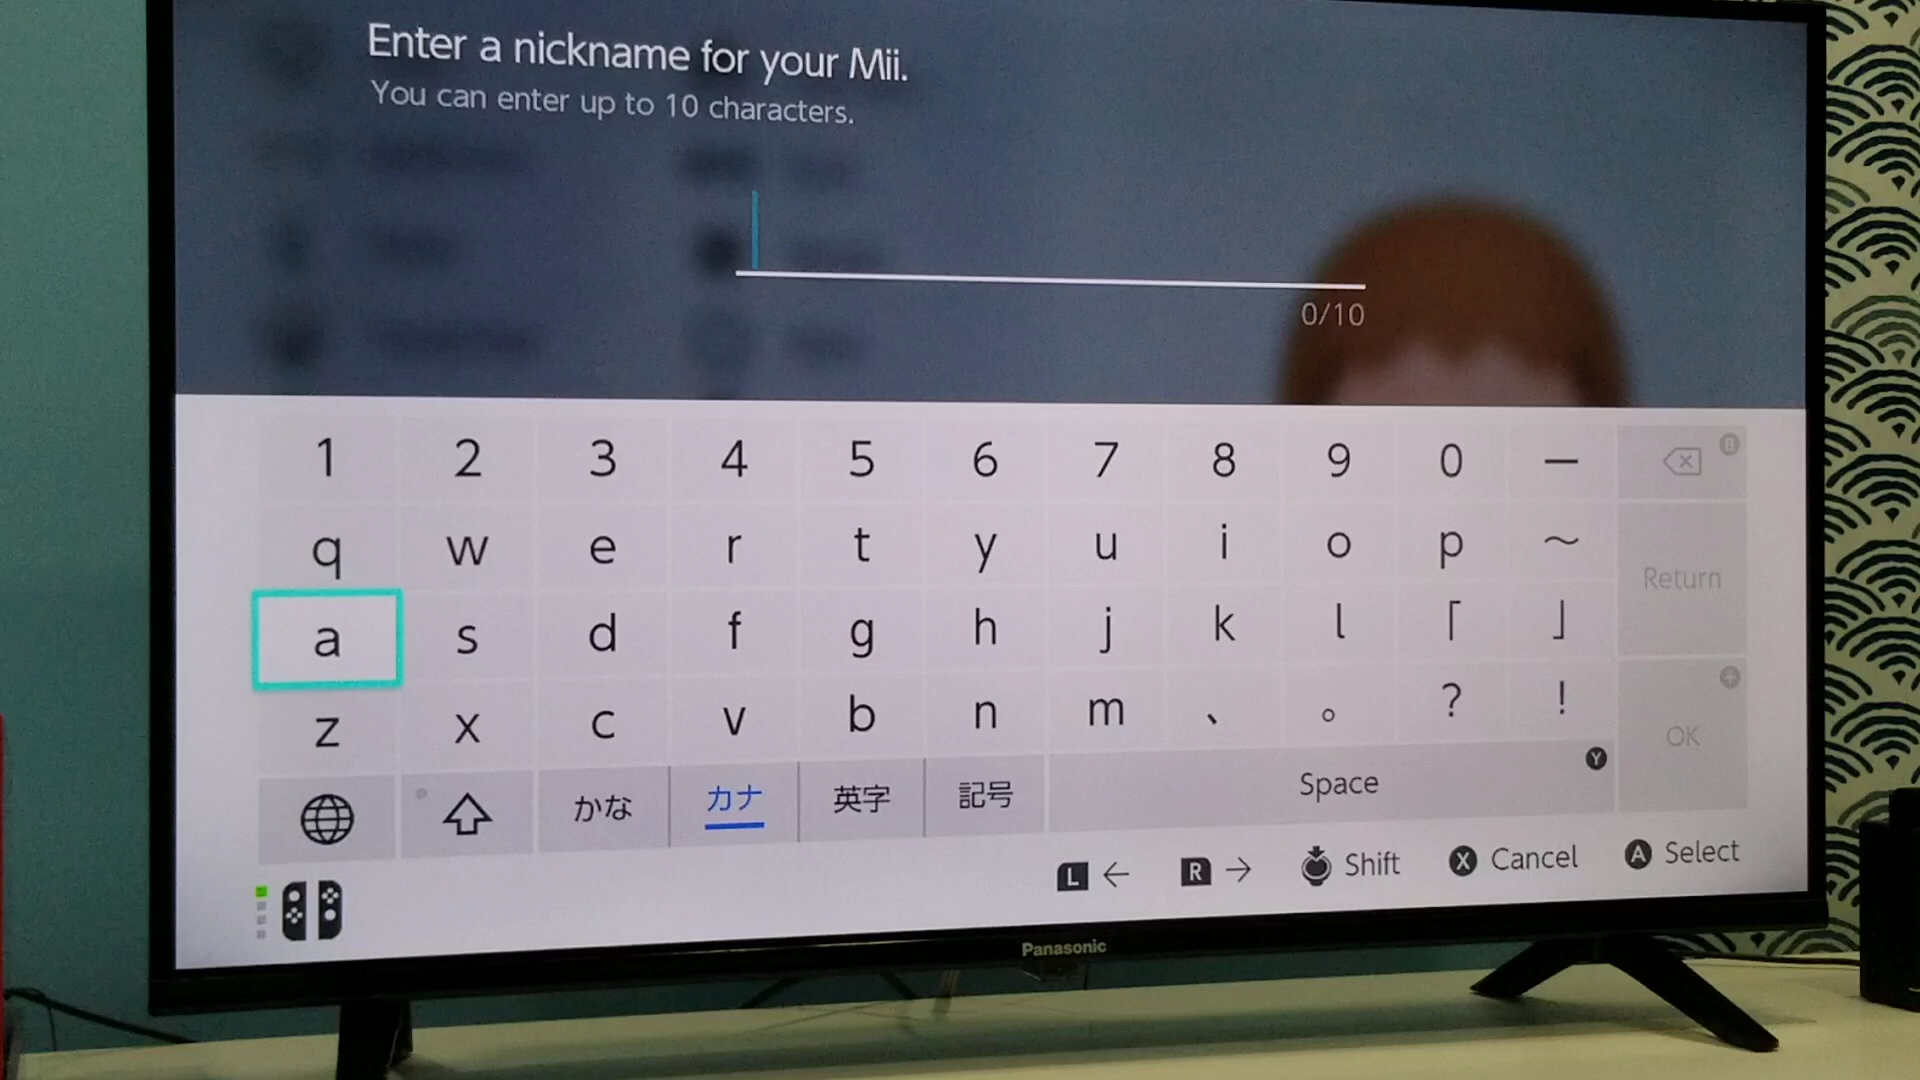 Enter a nickname for your Mii.
You can enter up to 10 characters.
0/10
1 2 3 4 5 6 7 8 9 0 ー B
q w e r t y u i o p ～ Return
a s d f g h j k l 「 」
z x c v b n m 、 。 ? ! + OK
かな カナ 英字 記号 Space Y
L ← R → Shift X Cancel A Select
Panasonic